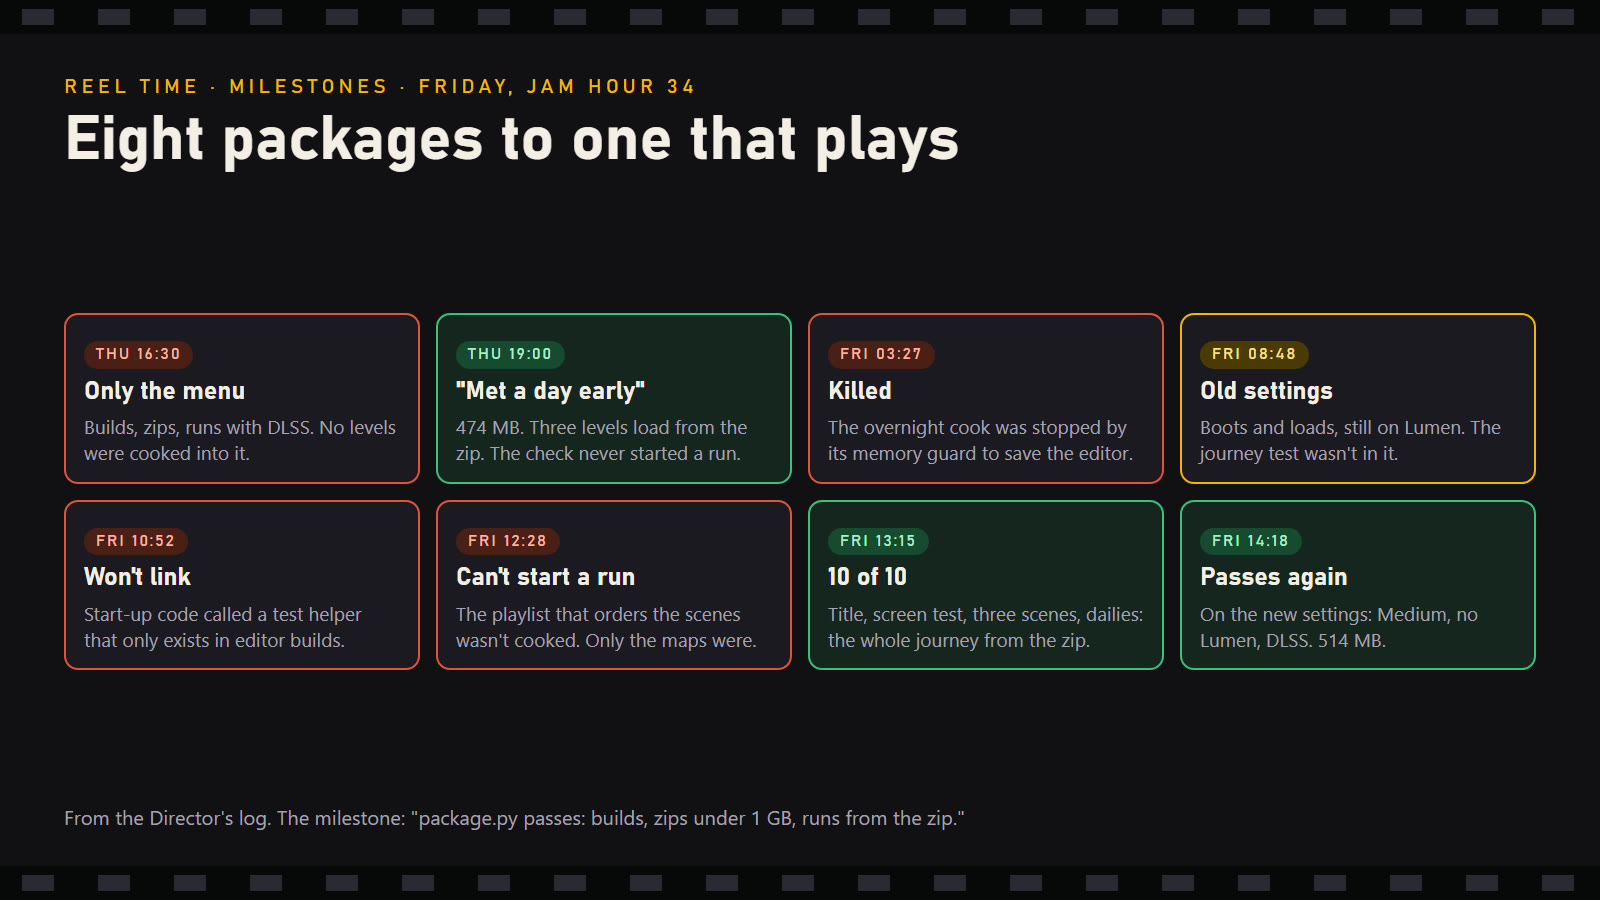 REEL TIME · MILESTONES · FRIDAY, JAM HOUR 34
Eight packages to one that plays
THU 16:30
Only the menu
Builds, zips, runs with DLSS. No levels
were cooked into it.
THU 19:00
"Met a day early"
474 MB. Three levels load from the
zip. The check never started a run.
FRI 03:27
Killed
The overnight cook was stopped by
its memory guard to save the editor.
FRI 08:48
Old settings
Boots and loads, still on Lumen. The
journey test wasn't in it.
FRI 10:52
Won't link
Start-up code called a test helper
that only exists in editor builds.
FRI 12:28
Can't start a run
The playlist that orders the scenes
wasn't cooked. Only the maps were.
FRI 13:15
10 of 10
Title, screen test, three scenes, dailies:
the whole journey from the zip.
FRI 14:18
Passes again
On the new settings: Medium, no
Lumen, DLSS. 514 MB.
From the Director's log. The milestone: "package.py passes: builds, zips under 1 GB, runs from the zip."